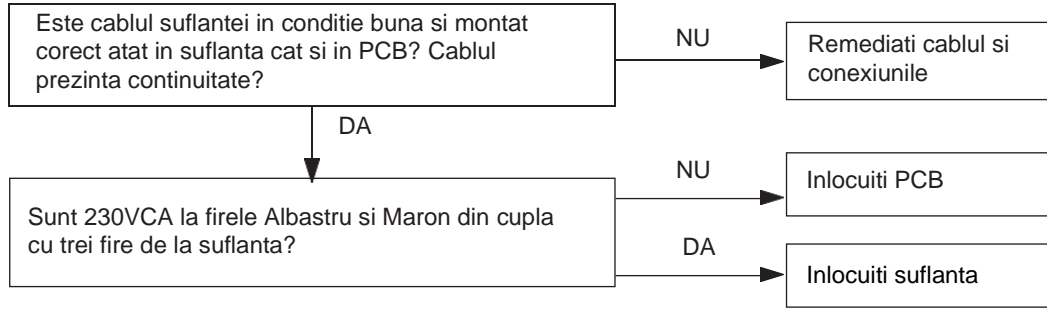 Este cablul suflantei in conditie buna si montat
corect atat in suflanta cat si in PCB? Cablul
prezinta continuitate?
NU
Remediati cablul si
conexiunile
DA
Sunt 230VCA la firele Albastru si Maron din cupla
cu trei fire de la suflanta?
NU
Inlocuiti PCB
DA
Inlocuiti suflanta